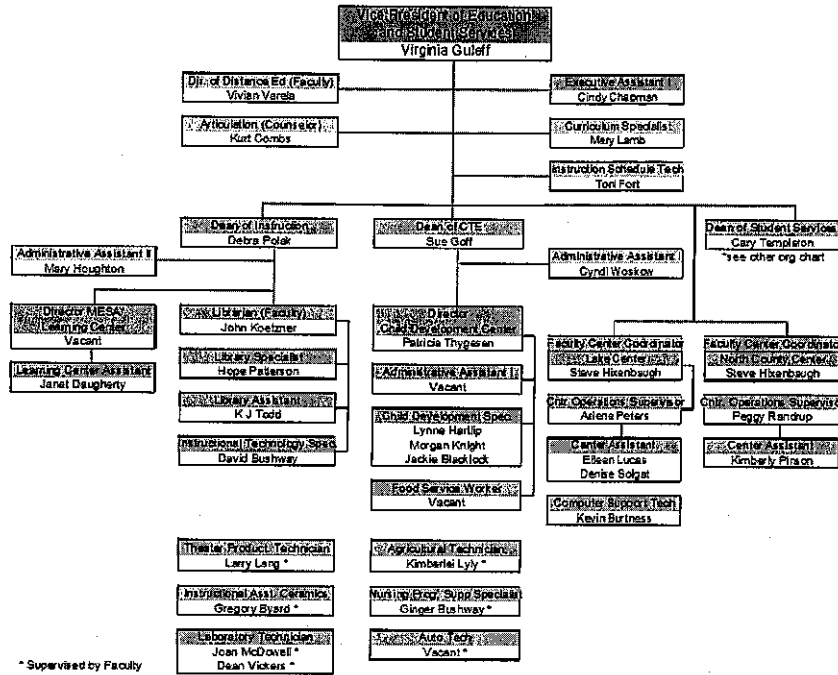 Vice President of Education
and Student Services
Virginia Guleff
Dir. of Distance Ed (Faculty)
Vivian Varela
Executive Assistant I
Cindy Chapman
Articulation (Counselor)
Kurt Combs
Curriculum Specialist
Mary Lamb
Instruction Schedule Tech
Toni Fort
Dean of Instruction
Debra Polak
Dean of CTE
Sue Goff
Dean of Student Services
Cary Templeton
*see other org chart
Administrative Assistant II
Mary Houghton
Administrative Assistant I
Cyndi Woskow
Director MESA/
Learning Center
Vacant
Learning Center Assistant
Janet Daugherty
Librarian (Faculty)
John Koetzner
Library Specialist
Hope Patterson
Library Assistant
K J Todd
Instructional Technology Spec.
David Bushway
Director
Child Development Center
Patricia Thygesen
Administrative Assistant I
Vacant
Child Development Spec.
Lynne Hartlip
Morgan Knight
Jackie Blacklock
Food Service Worker
Vacant
Faculty Center Coordinator
Lake Center
Steve Hixenbaugh
Faculty Center Coordinator
North County Center
Steve Hixenbaugh
Cntr. Operations Supervisor
Arlene Peters
Cntr. Operations Supervisor
Peggy Randrup
Center Assistant
Eileen Lucas
Denise Solgat
Center Assistant
Kimberly Pinson
Computer Support Tech
Kevin Burtness
Theater Product. Technician
Larry Lang *
Agricultural Technician
Kimberlei Lyly *
Instructional Asst. Ceramics
Gregory Byard *
Nursing Prog. Supp Specialist
Ginger Bushway *
Laboratory Technician
Joan McDowell *
Dean Vickers *
Auto Tech
Vacant *
* Supervised by Faculty